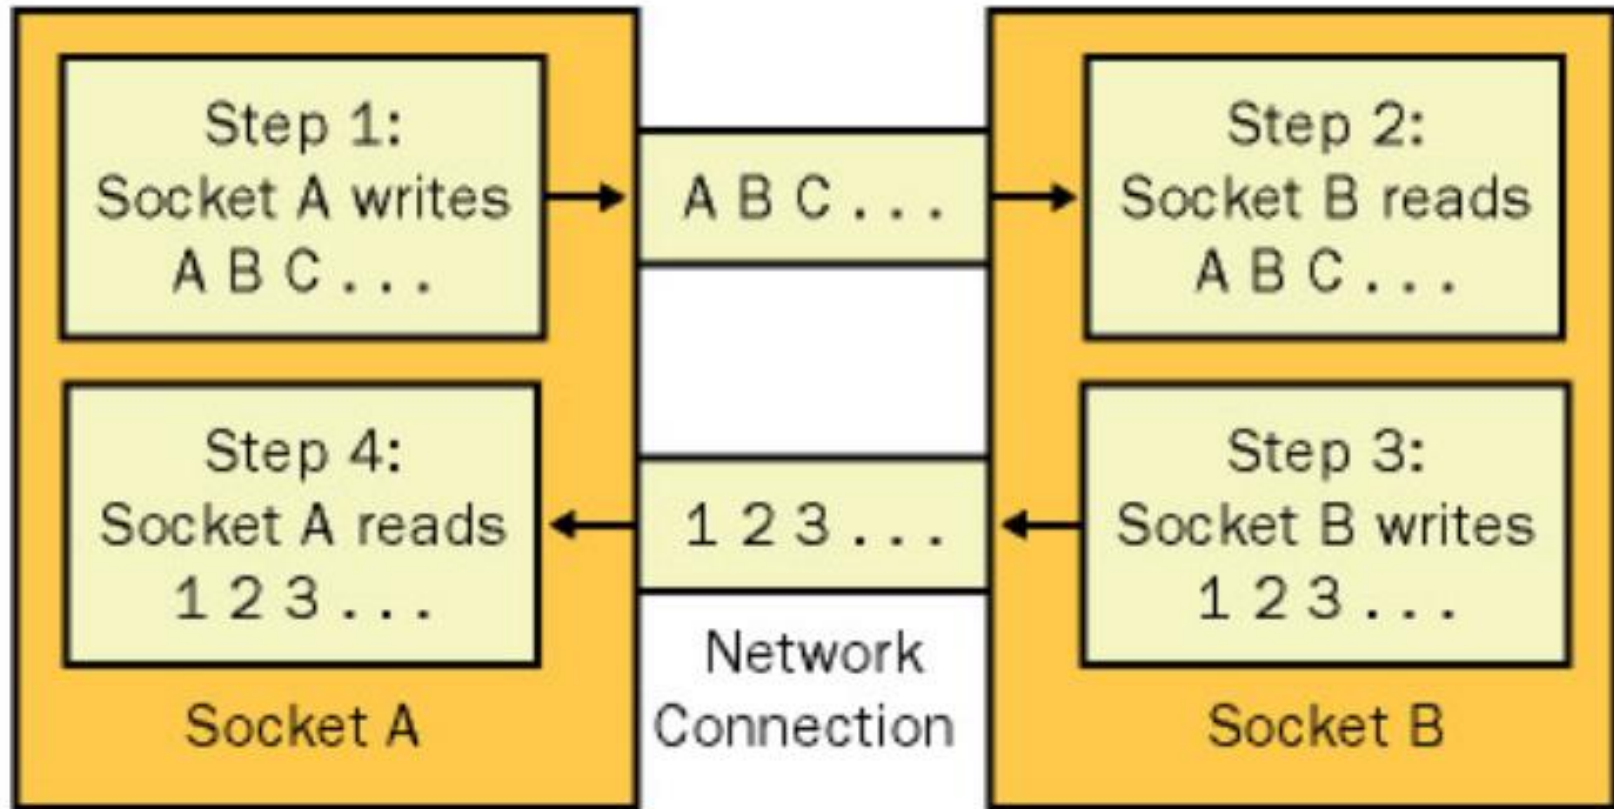 Step 1:
Socket A writes
A B C . . .
A B C . . .
Step 2:
Socket B reads
A B C . . .
Step 4:
Socket A reads
1 2 3 . . .
1 2 3 . . .
Step 3:
Socket B writes
1 2 3 . . .
Socket A
Network
Connection
Socket B